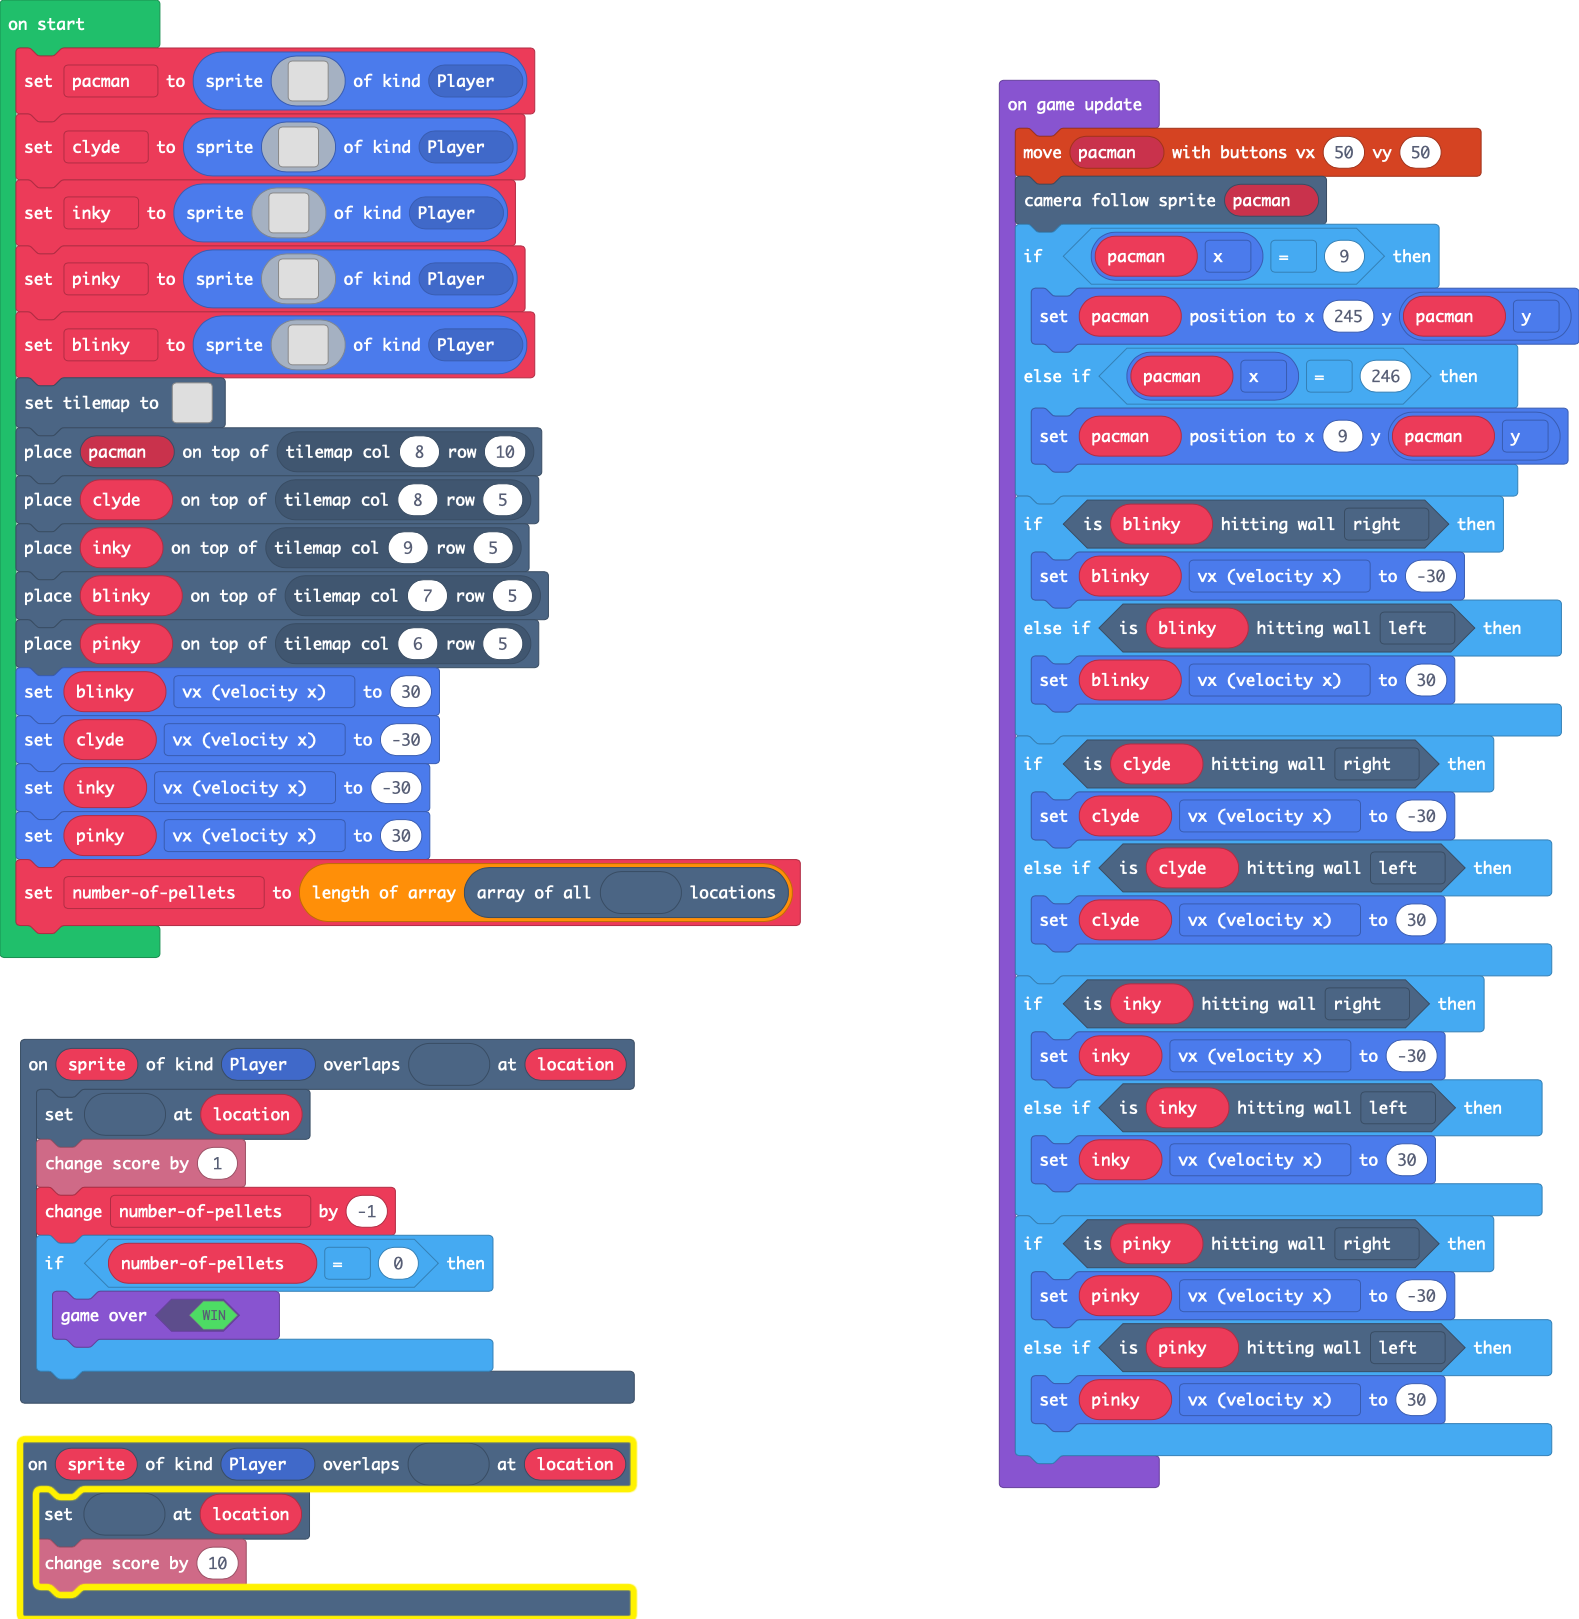 on start
set pacman to sprite of kind Player
set clyde to sprite of kind Player
set inky to sprite of kind Player
set pinky to sprite of kind Player
set blinky to sprite of kind Player
set tilemap to
place pacman on top of tilemap col 8 row 10
place clyde on top of tilemap col 8 row 5
place inky on top of tilemap col 9 row 5
place blinky on top of tilemap col 7 row 5
place pinky on top of tilemap col 6 row 5
set blinky vx (velocity x) to 30
set clyde vx (velocity x) to -30
set inky vx (velocity x) to -30
set pinky vx (velocity x) to 30
set number-of-pellets to length of array array of all locations
on sprite of kind Player overlaps at location
set at location
change score by 1
change number-of-pellets by -1
if number-of-pellets = 0 then
game over WIN
on sprite of kind Player overlaps at location
set at location
change score by 10
on game update
move pacman with buttons vx 50 vy 50
camera follow sprite pacman
if pacman x = 9 then
set pacman position to x 245 y pacman y
else if pacman x = 246 then
set pacman position to x 9 y pacman y
if is blinky hitting wall right then
set blinky vx (velocity x) to -30
else if is blinky hitting wall left then
set blinky vx (velocity x) to 30
if is clyde hitting wall right then
set clyde vx (velocity x) to -30
else if is clyde hitting wall left then
set clyde vx (velocity x) to 30
if is inky hitting wall right then
set inky vx (velocity x) to -30
else if is inky hitting wall left then
set inky vx (velocity x) to 30
if is pinky hitting wall right then
set pinky vx (velocity x) to -30
else if is pinky hitting wall left then
set pinky vx (velocity x) to 30